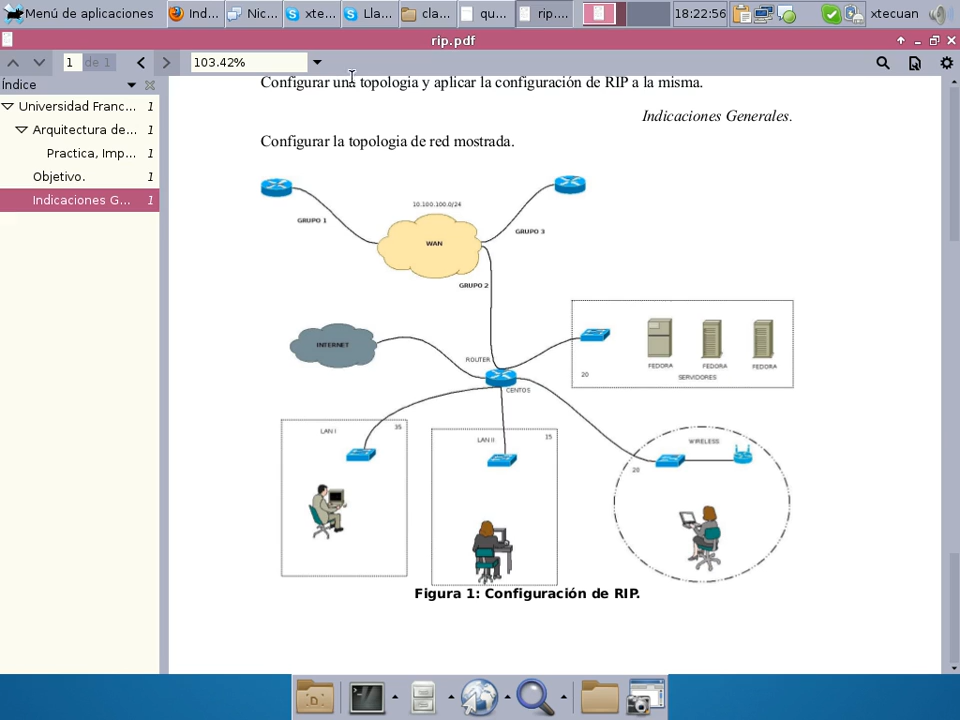 Menú de aplicaciones
Ind...
Nic...
xte...
Lla...
cla...
qu...
rip....
18:22:56
xtecuan
rip.pdf
1 de 1
103.42%
Índice
Universidad Franc... 1
Arquitectura de... 1
Practica, Imp... 1
Objetivo. 1
Indicaciones G... 1
Configurar una topologia y aplicar la configuración de RIP a la misma.
Indicaciones Generales.
Configurar la topologia de red mostrada.
10.100.100.0/24
GRUPO 1
WAN
GRUPO 3
GRUPO 2
INTERNET
ROUTER
CENTOS
FEDORA
FEDORA
FEDORA
SERVIDORES
20
LAN I
35
LAN II
15
WIRELESS
20
Figura 1: Configuración de RIP.